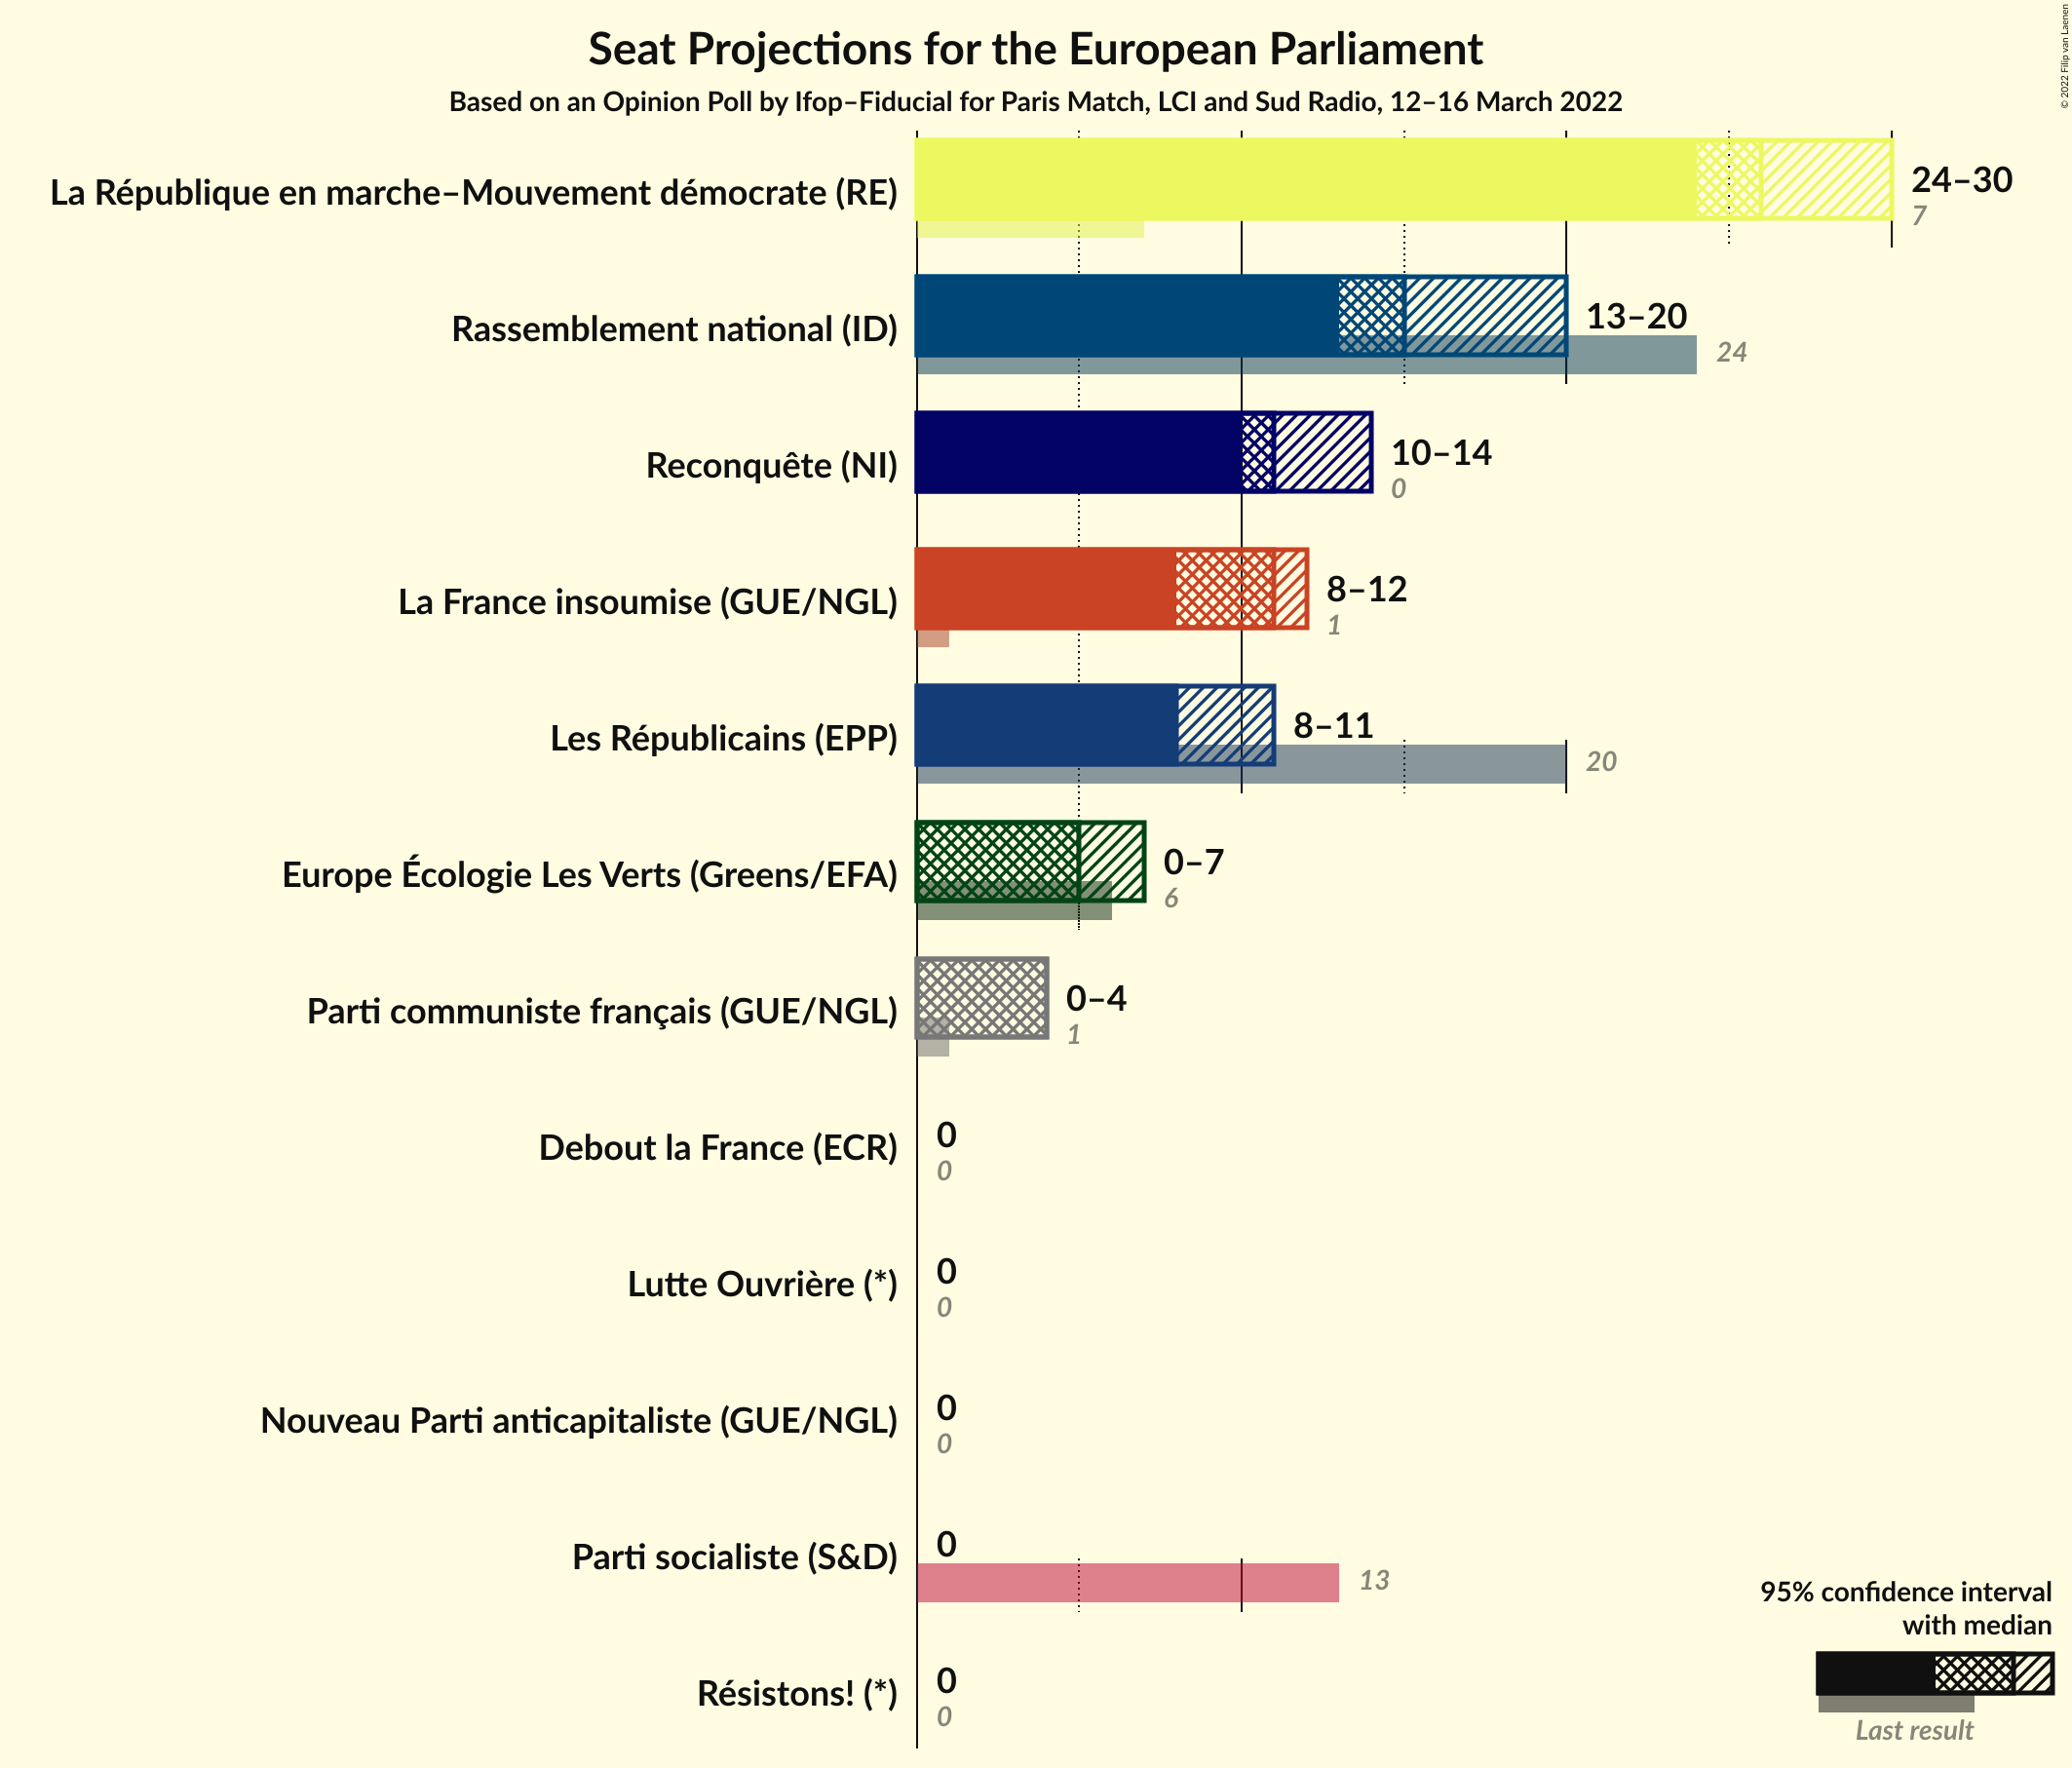 Seat Projections for the European Parliament
Based on an Opinion Poll by Ifop–Fiducial for Paris Match, LCI and Sud Radio, 12–16 March 2022
© 2022 Filip van Laenen
La République en marche–Mouvement démocrate (RE)
24–30
7
Rassemblement national (ID)
13–20
24
Reconquête (NI)
10–14
0
La France insoumise (GUE/NGL)
8–12
1
Les Républicains (EPP)
8–11
20
Europe Écologie Les Verts (Greens/EFA)
0–7
6
Parti communiste français (GUE/NGL)
0–4
1
Debout la France (ECR)
0
0
Lutte Ouvrière (*)
0
0
Nouveau Parti anticapitaliste (GUE/NGL)
0
0
Parti socialiste (S&D)
0
13
Résistons! (*)
0
0
95% confidence interval
with median
Last result